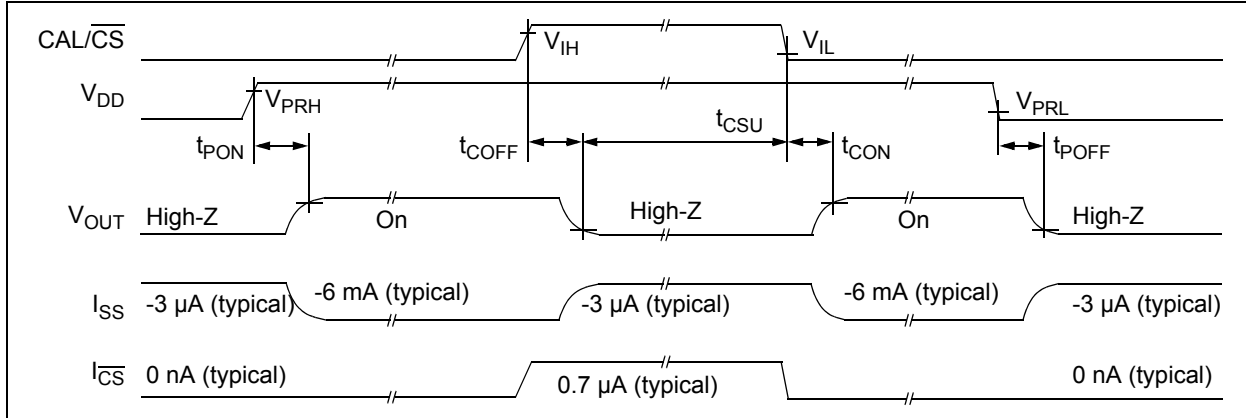 CAL/C̅S̅
V_IH
V_IL
V_DD
V_PRH
V_PRL
t_PON
t_COFF
t_CSU
t_CON
t_POFF
V_OUT
High-Z
On
High-Z
On
High-Z
I_SS
-3 µA (typical)
-6 mA (typical)
-3 µA (typical)
-6 mA (typical)
-3 µA (typical)
I_C̅S̅
0 nA (typical)
0.7 µA (typical)
0 nA (typical)